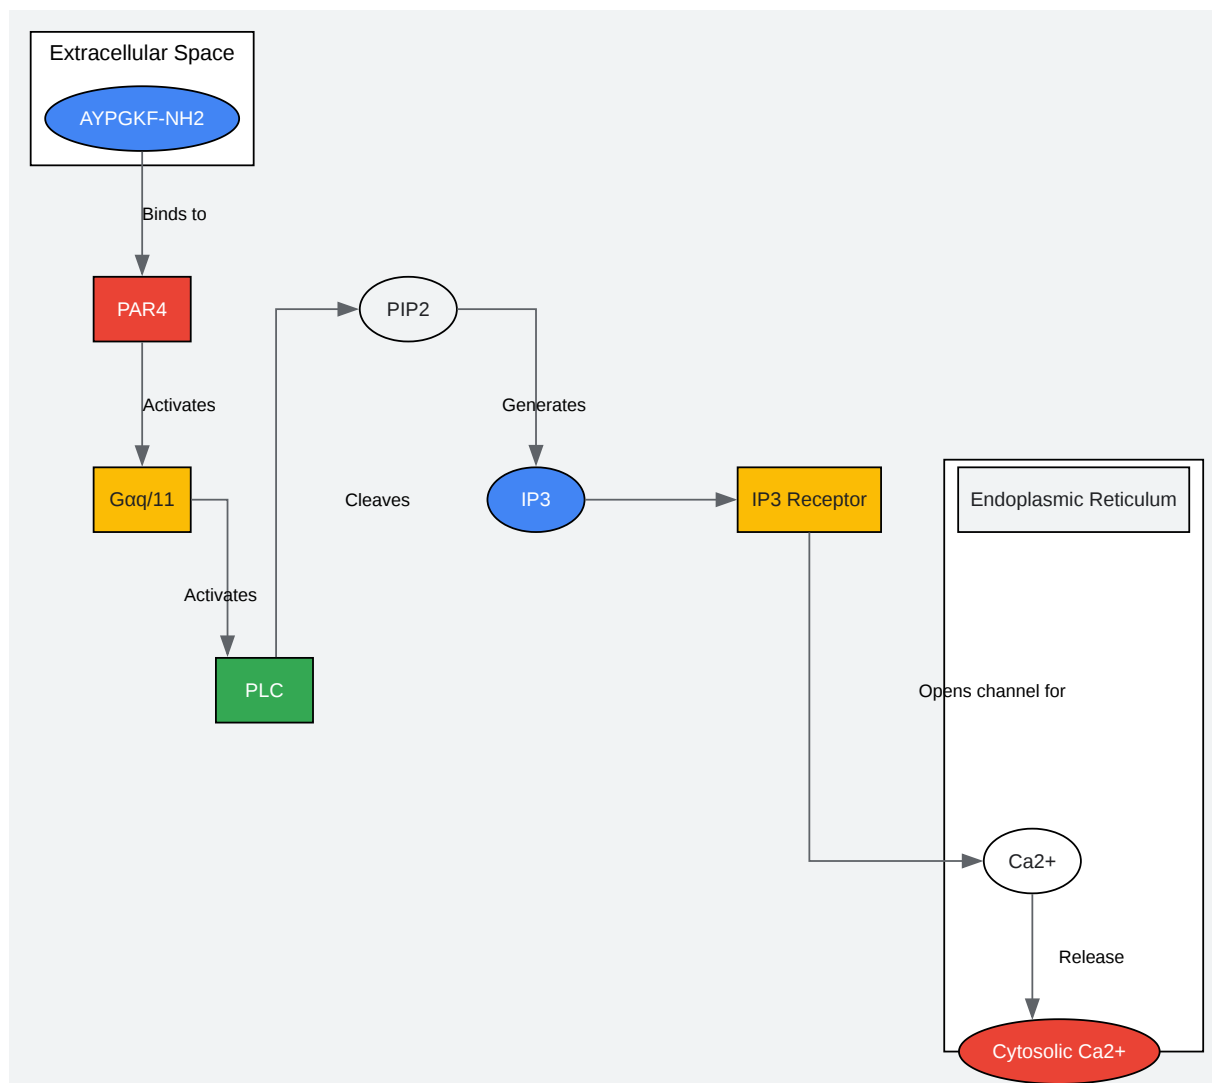 Extracellular Space
AYPGKF-NH2
Binds to
PAR4
PIP2
Activates
Generates
Gαq/11
Cleaves
IP3
IP3 Receptor
Endoplasmic Reticulum
Activates
PLC
Opens channel for
Ca2+
Release
Cytosolic Ca2+